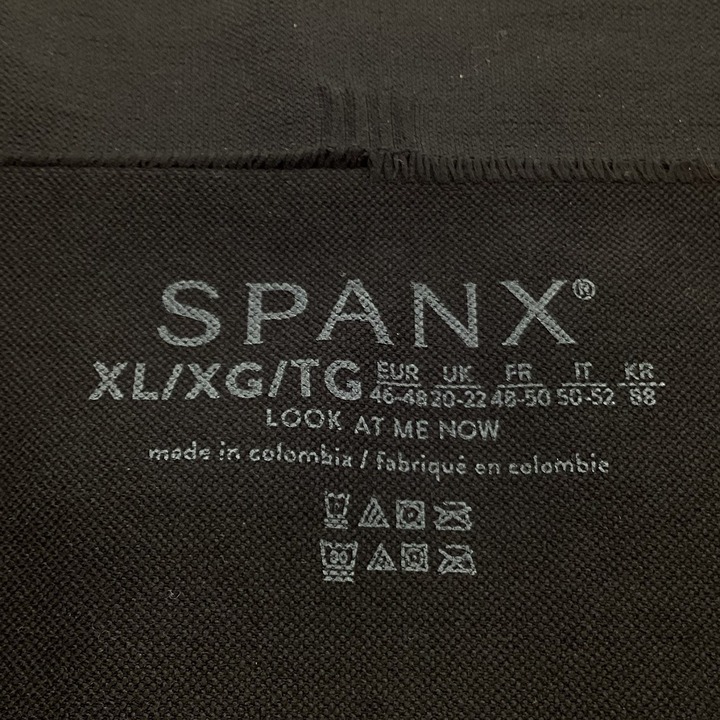 SPANX®
XL/XG/TG EUR 46-48 UK 20-22 FR 48-50 IT 50-52 KR 88
LOOK AT ME NOW
made in colombia / fabriqué en colombie
30